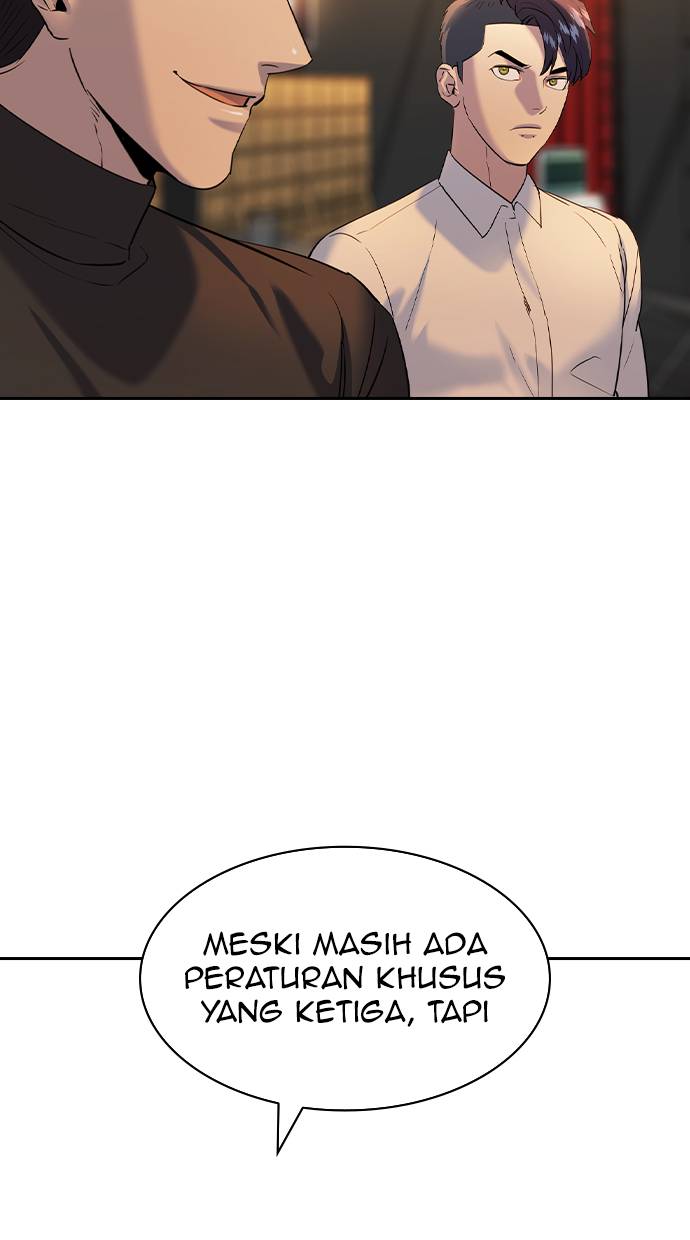 MESKI MASIH ADA
PERATURAN KHUSUS
YANG KETIGA, TAPI